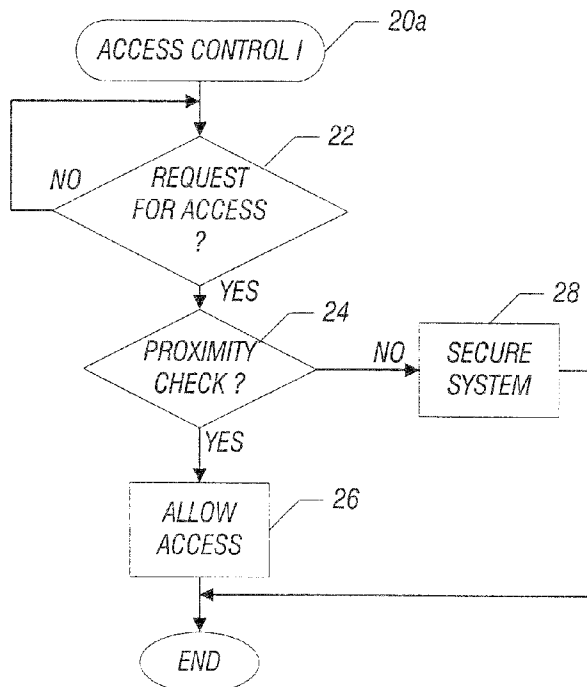 ACCESS CONTROL I
20a
22
NO
REQUEST
FOR ACCESS
?
YES
24
28
PROXIMITY
CHECK ?
NO
SECURE
SYSTEM
YES
26
ALLOW
ACCESS
END